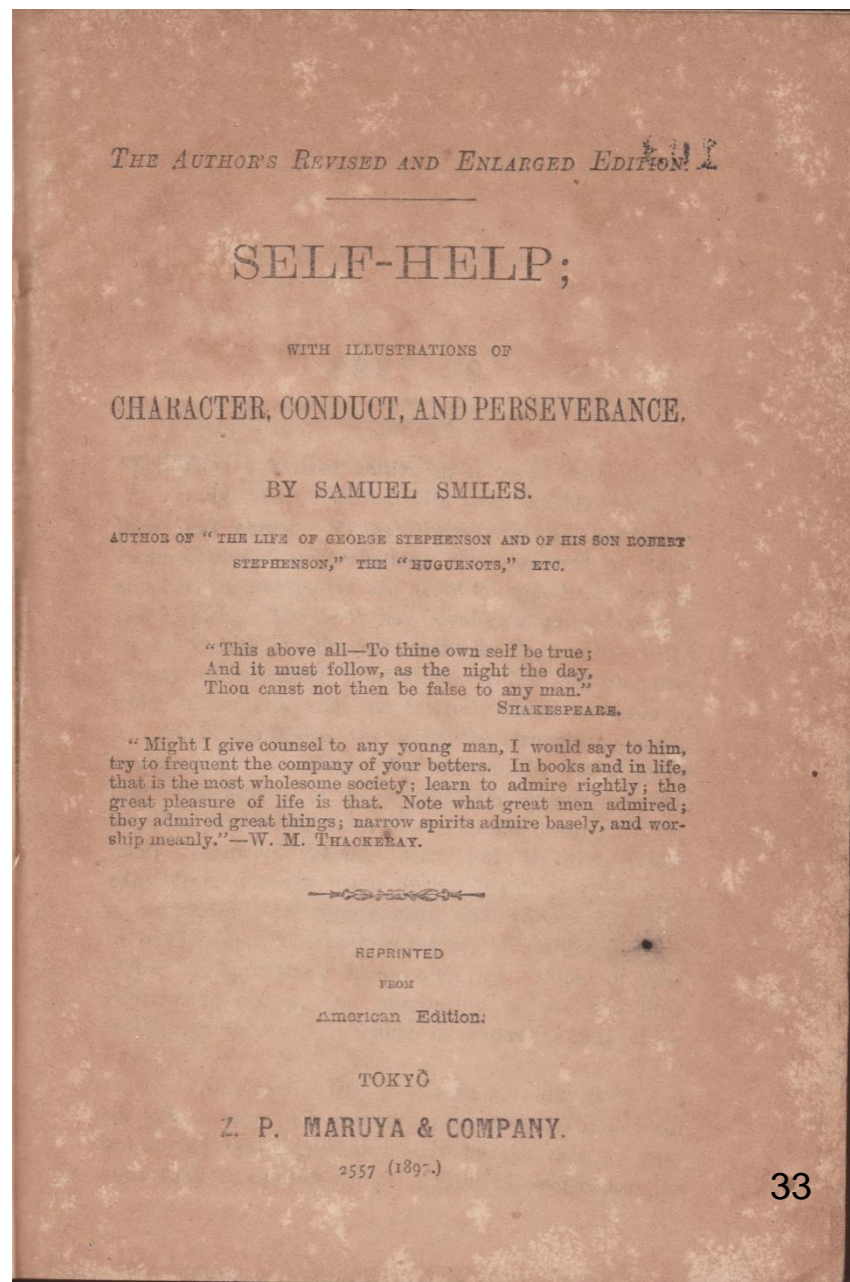 THE AUTHOR'S REVISED AND ENLARGED EDITION.
SELF-HELP;
WITH ILLUSTRATIONS OF
CHARACTER, CONDUCT, AND PERSEVERANCE.
BY SAMUEL SMILES.
AUTHOR OF "THE LIFE OF GEORGE STEPHENSON AND OF HIS SON ROBERT
STEPHENSON," THE "HUGUENOTS," ETC.
"This above all—To thine own self be true;
And it must follow, as the night the day,
Thou canst not then be false to any man."
SHAKESPEARE.
"Might I give counsel to any young man, I would say to him,
try to frequent the company of your betters. In books and in life,
that is the most wholesome society; learn to admire rightly; the
great pleasure of life is that. Note what great men admired;
they admired great things; narrow spirits admire basely, and wor-
ship meanly."—W. M. THACKERAY.
REPRINTED
FROM
American Edition.
TOKYŌ
Z. P. MARUYA & COMPANY.
2557 (1897.)
33